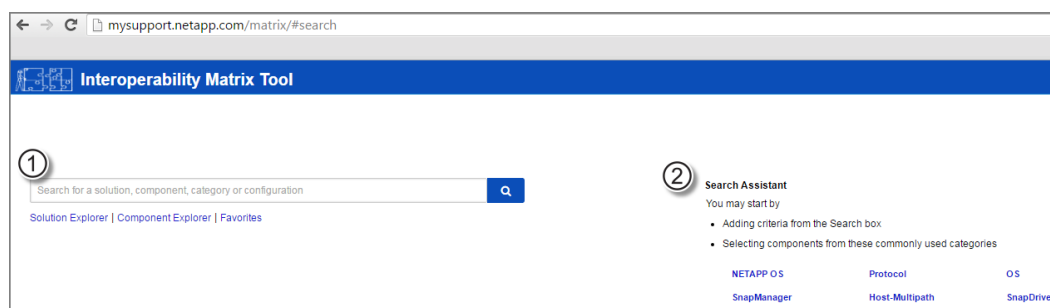 mysupport.netapp.com/matrix/#search
Interoperability Matrix Tool
1
Search for a solution, component, category or configuration
Solution Explorer | Component Explorer | Favorites
2
Search Assistant
You may start by
• Adding criteria from the Search box
• Selecting components from these commonly used categories
NETAPP OS Protocol OS
SnapManager Host-Multipath SnapDrive